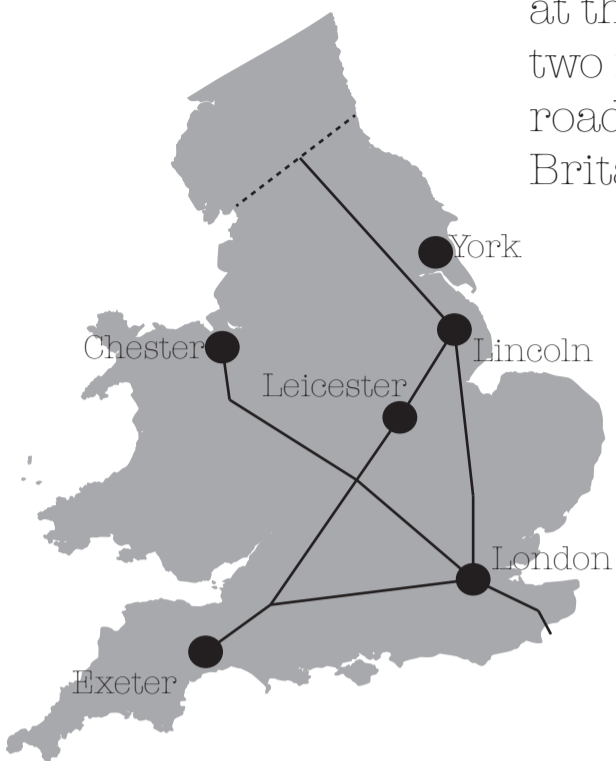 at th
two
road
Brita
York
Chester
Lincoln
Leicester
London
Exeter